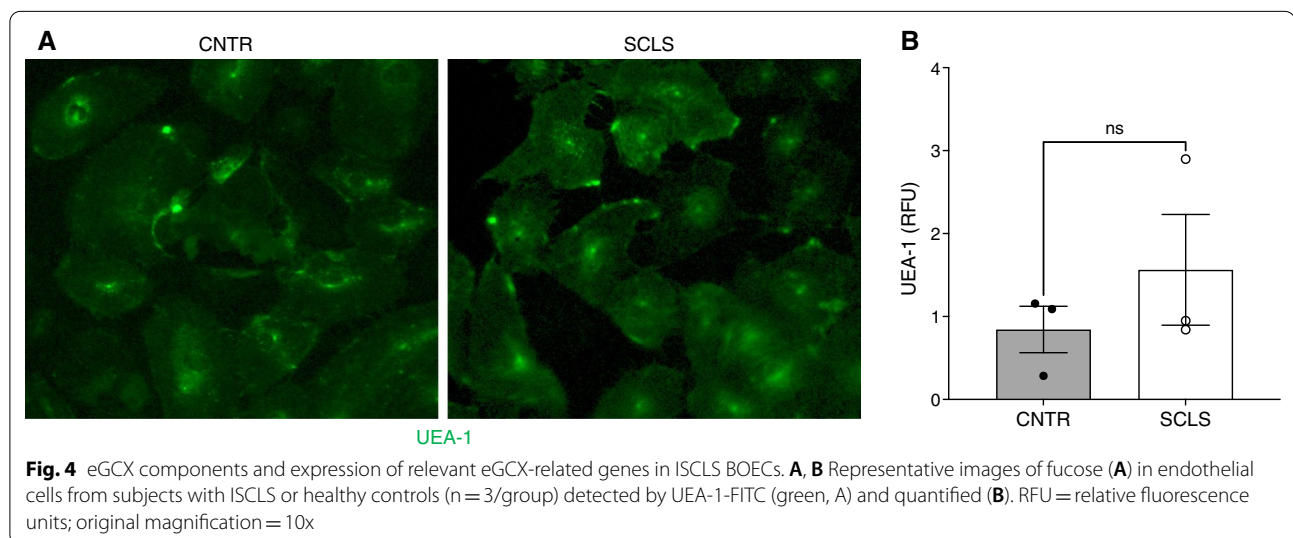 A
CNTR
SCLS
UEA-1
B
UEA-1 (RFU)
4
3
2
1
0
ns
CNTR
SCLS
Fig. 4 eGCX components and expression of relevant eGCX-related genes in ISCLS BOECs. A, B Representative images of fucose (A) in endothelial
cells from subjects with ISCLS or healthy controls (n = 3/group) detected by UEA-1-FITC (green, A) and quantified (B). RFU = relative fluorescence
units; original magnification = 10x